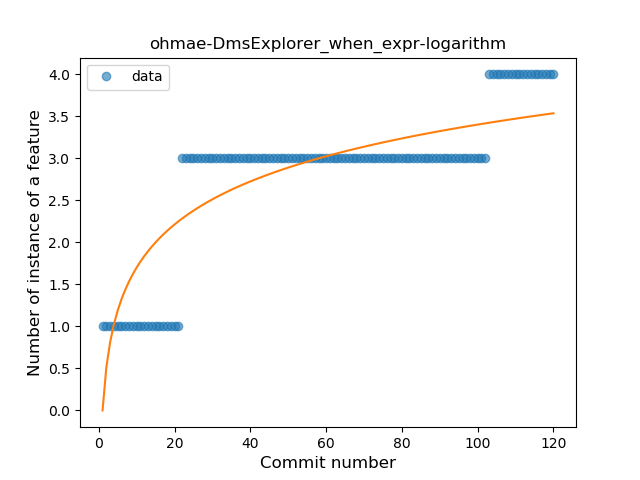 ohmae-DmsExplorer_when_expr-logarithm
data
Number of instance of a feature
4.0
3.5
3.0
2.5
2.0
1.5
1.0
0.5
0.0
0 20 40 60 80 100 120
Commit number